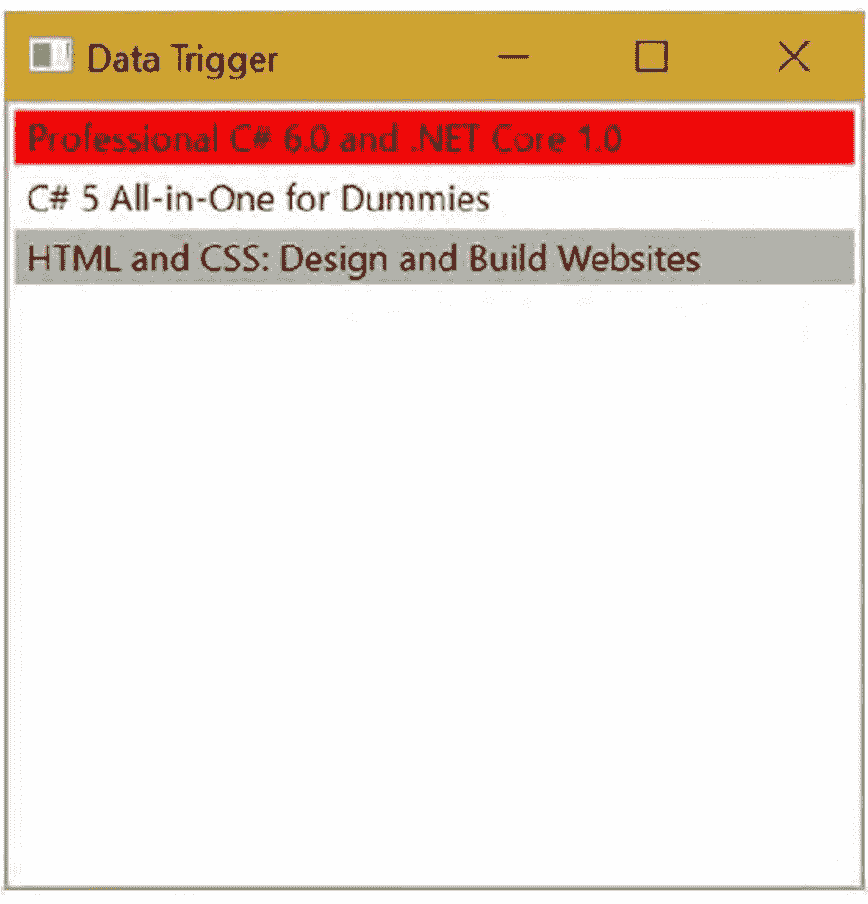 Data Trigger
Professional C# 6.0 and .NET Core 1.0
C# 5 All-in-One for Dummies
HTML and CSS: Design and Build Websites